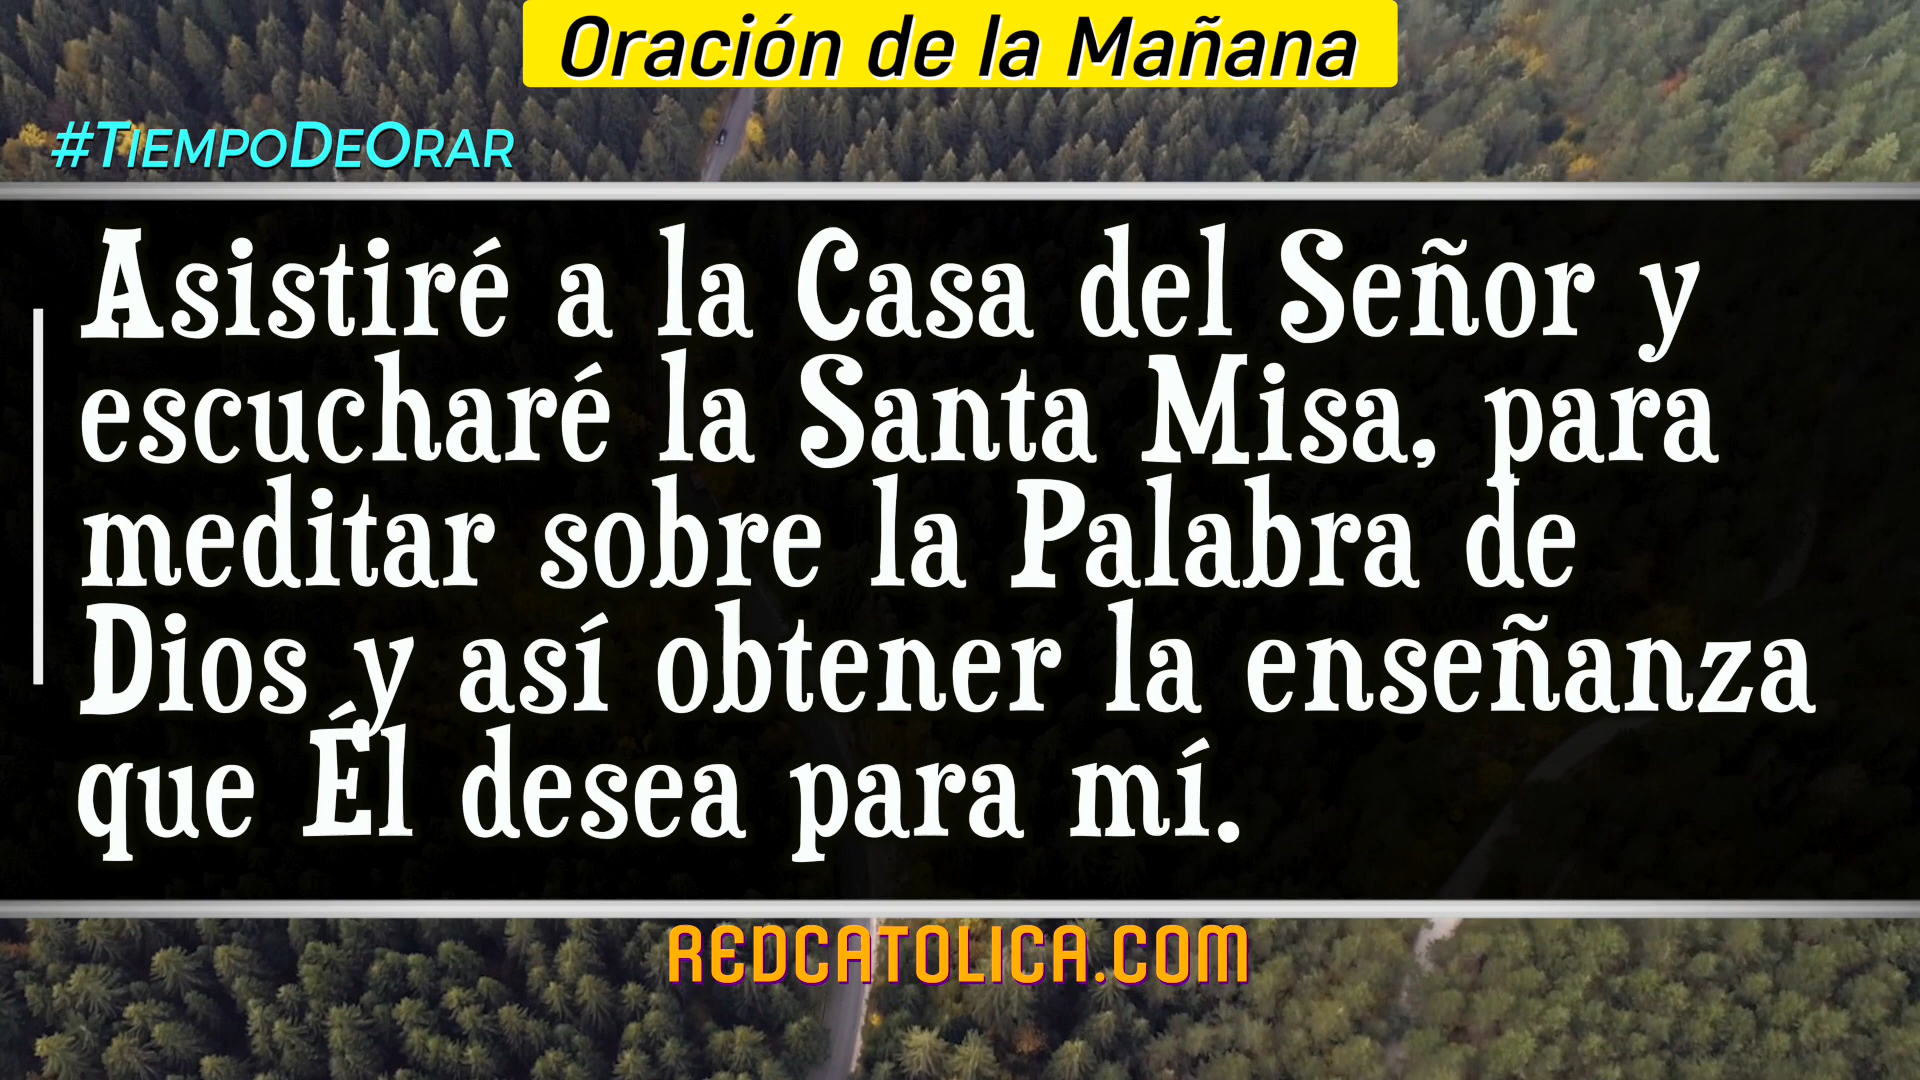 Oración de la Mañana
#TiempoDeOrar
Asistiré a la Casa del Señor y
escucharé la Santa Misa, para
meditar sobre la Palabra de
Dios y así obtener la enseñanza
que Él desea para mí.
REDCATOLICA.COM